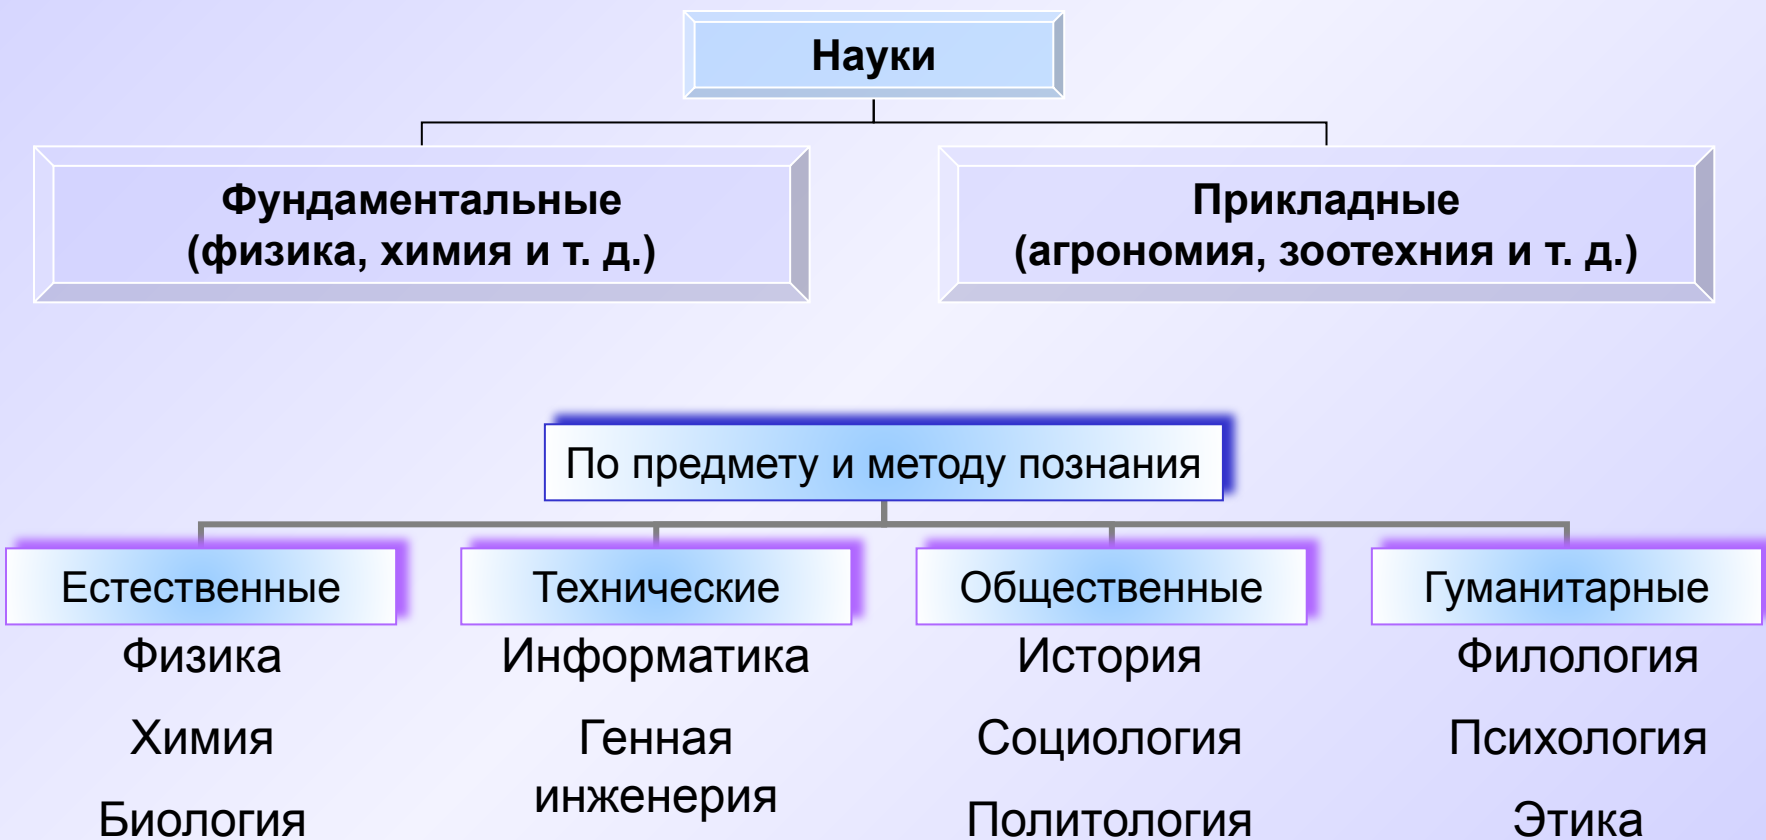 Науки
Фундаментальные
(физика, химия и т. д.)
Прикладные
(агрономия, зоотехния и т. д.)
По предмету и методу познания
Естественные
Физика
Химия
Биология
Технические
Информатика
Генная
инженерия
Общественные
История
Социология
Политология
Гуманитарные
Филология
Психология
Этика